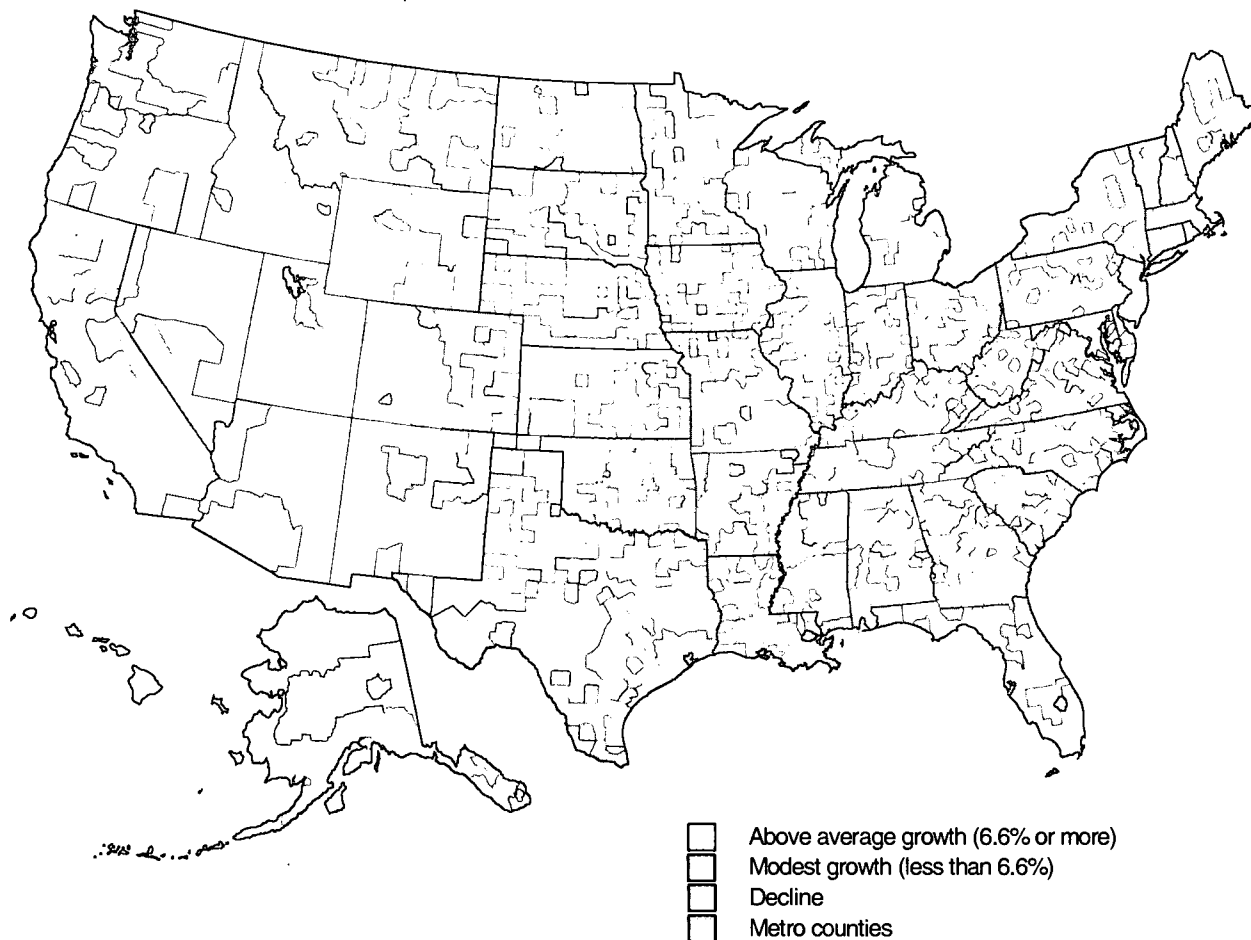 Above average growth (6.6% or more)
Modest growth (less than 6.6%)
Decline
Metro counties